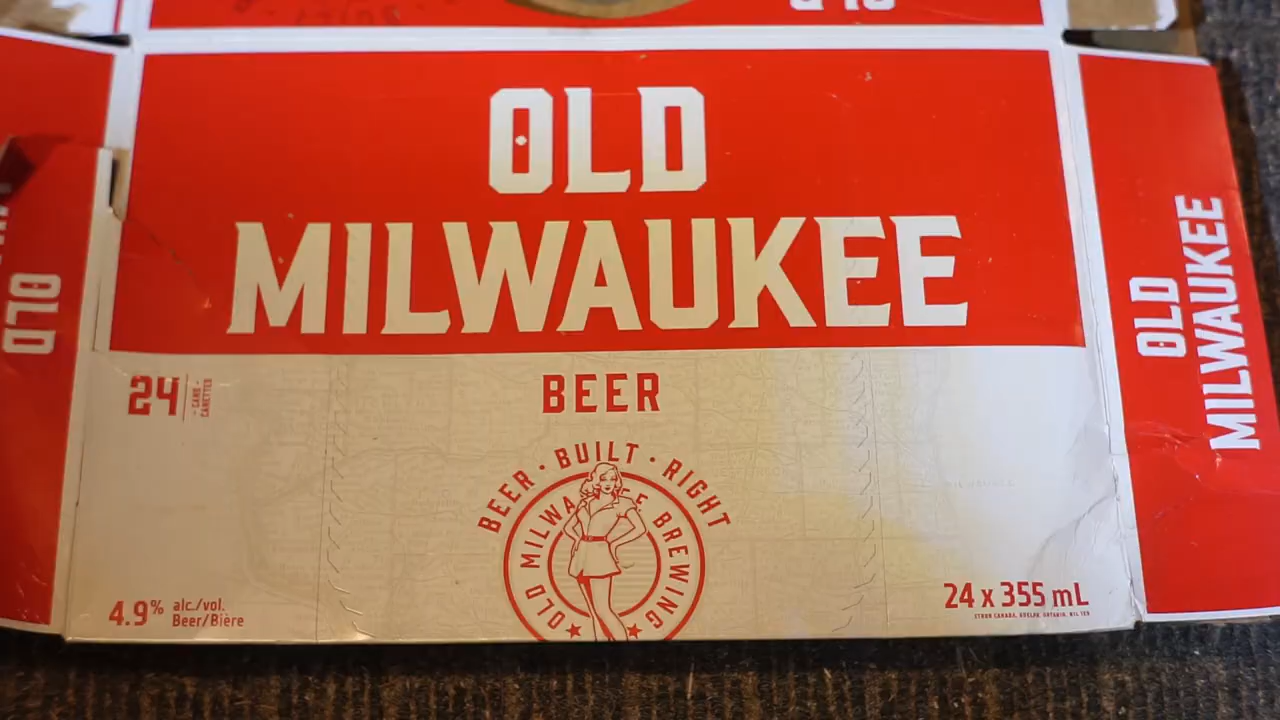 OLD
MILWAUKEE
24
- CANS -
CANETTES
BEER
BEER · BUILT · RIGHT
OLD MILWAUKEE BREWING
4.9% alc./vol.
Beer/Bière
24 x 355 mL
OLD
MILWAUKEE
OLD